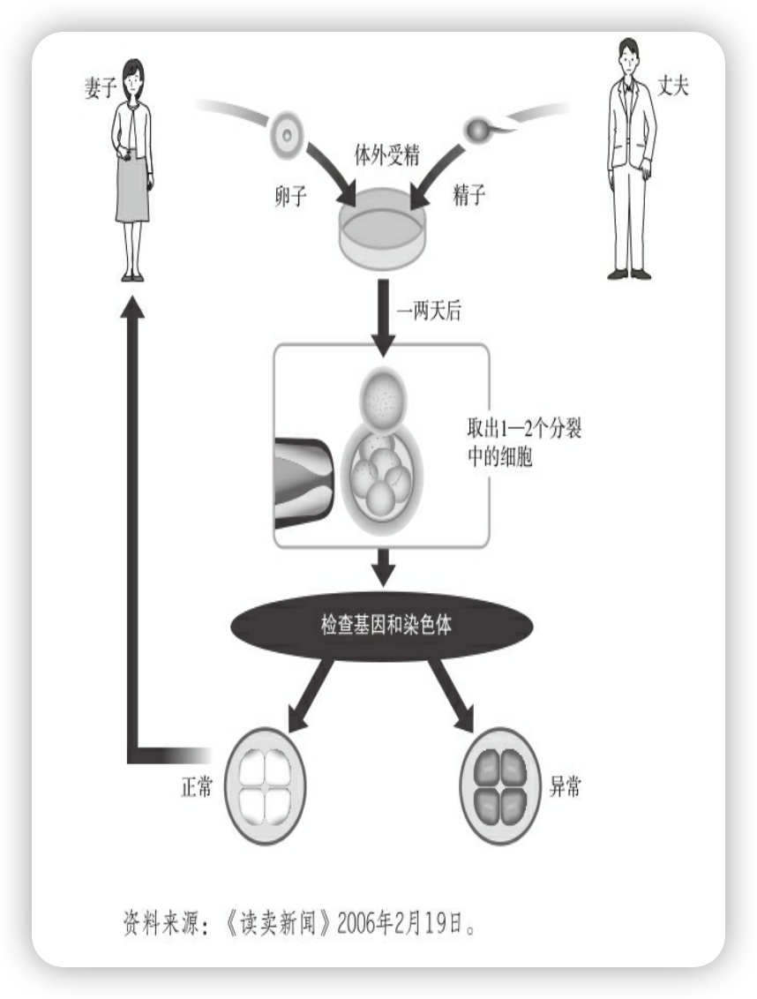 妻子
丈夫
体外受精
卵子
精子
一两天后
取出1—2个分裂
中的细胞
检查基因和染色体
正常
异常
资料来源：《读卖新闻》2006年2月19日。